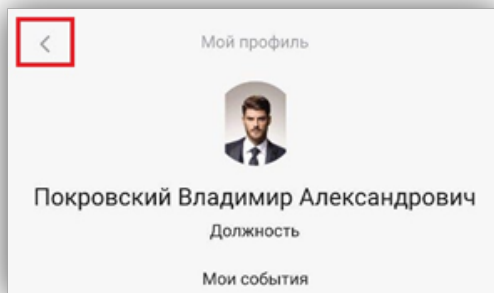 Мой профиль
Покровский Владимир Александрович
Должность
Мои события